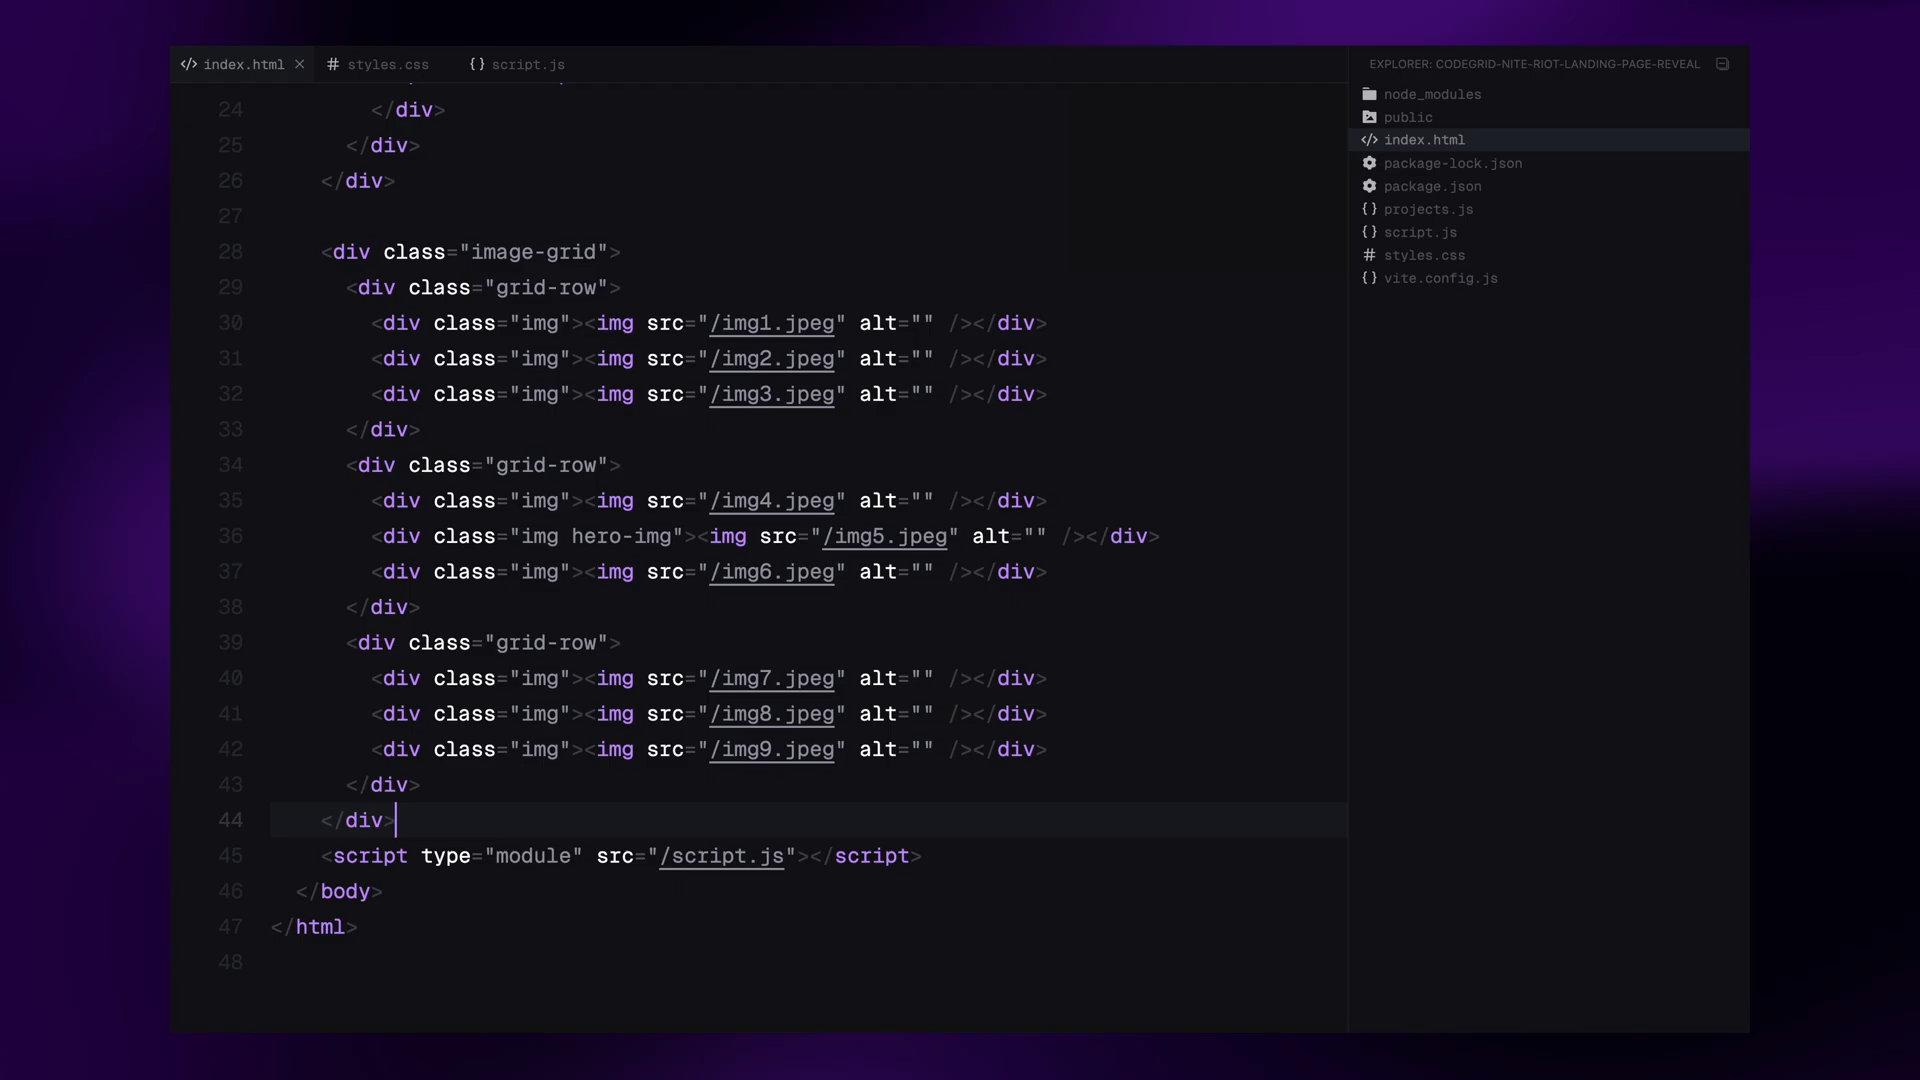 index.html
styles.css
script.js
24 </div>
25 </div>
26 </div>
27
28 <div class="image-grid">
29 <div class="grid-row">
30 <div class="img"><img src="/img1.jpeg" alt="" /></div>
31 <div class="img"><img src="/img2.jpeg" alt="" /></div>
32 <div class="img"><img src="/img3.jpeg" alt="" /></div>
33 </div>
34 <div class="grid-row">
35 <div class="img"><img src="/img4.jpeg" alt="" /></div>
36 <div class="img hero-img"><img src="/img5.jpeg" alt="" /></div>
37 <div class="img"><img src="/img6.jpeg" alt="" /></div>
38 </div>
39 <div class="grid-row">
40 <div class="img"><img src="/img7.jpeg" alt="" /></div>
41 <div class="img"><img src="/img8.jpeg" alt="" /></div>
42 <div class="img"><img src="/img9.jpeg" alt="" /></div>
43 </div>
44 </div>
45 <script type="module" src="/script.js"></script>
46 </body>
47 </html>
48
EXPLORER: CODEGRID-NITE-RIOT-LANDING-PAGE-REVEAL
node_modules
public
index.html
package-lock.json
package.json
projects.js
script.js
styles.css
vite.config.js